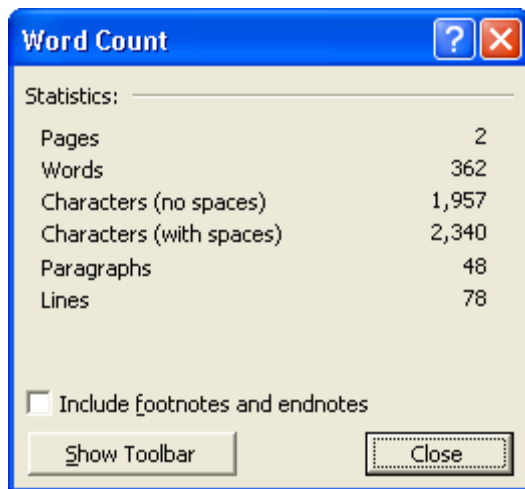 Word Count
?
Statistics:
Pages 2
Words 362
Characters (no spaces) 1,957
Characters (with spaces) 2,340
Paragraphs 48
Lines 78
Include footnotes and endnotes
Show Toolbar Close